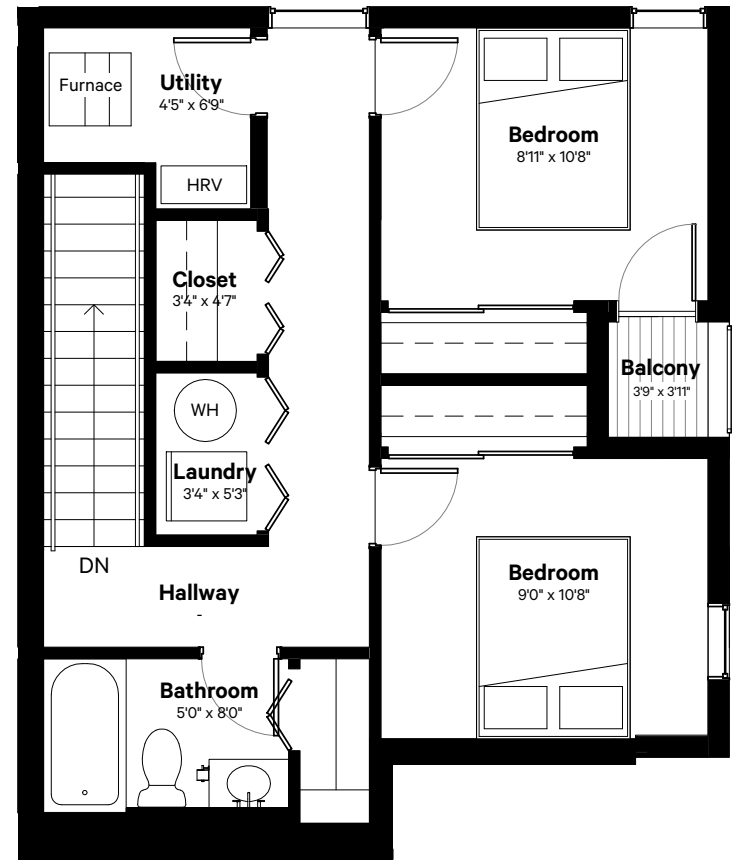 Furnace
Utility
4'5" x 6'9"
HRV
Bedroom
8'11" x 10'8"
Closet
3'4" x 4'7"
Balcony
3'9" x 3'11"
WH
Laundry
3'4" x 5'3"
DN
Hallway
-
Bedroom
9'0" x 10'8"
Bathroom
5'0" x 8'0"